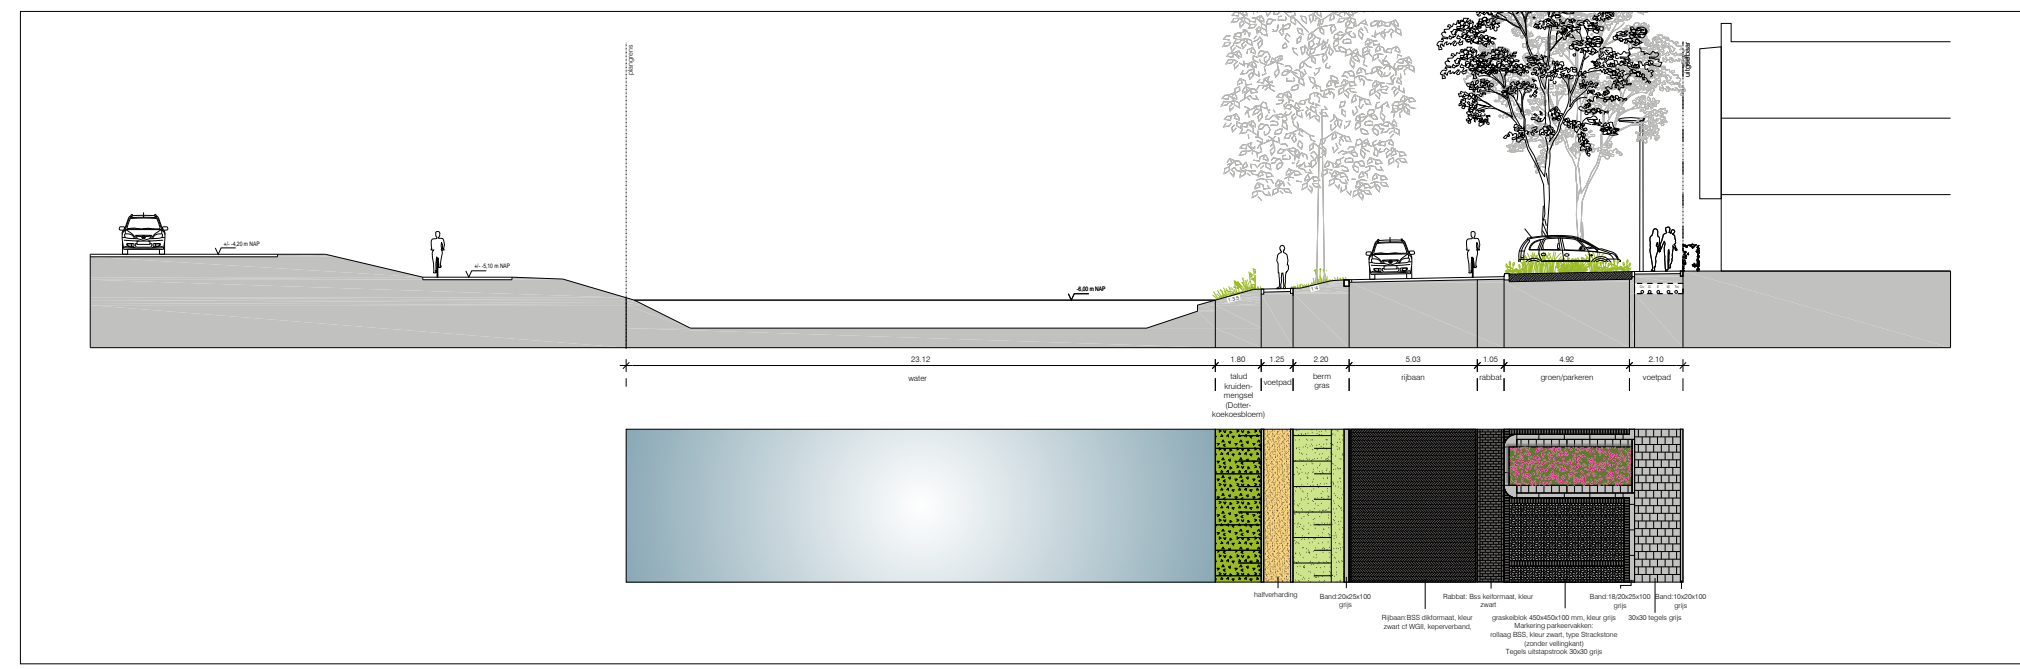 plangrens
uitgeefbaar
+/- -4,20 m NAP
+/- -5,10 m NAP
-6,00 m NAP
1:3.5
23.12
1.80
1.25
2.20
5.03
1.05
4.92
2.10
water
talud
kruiden-
mengsel
(Dotter-
koekoesbloem)
voetpad
berm
gras
rijbaan
rabbat
groen/parkeren
voetpad
halfverharding
Band:20x25x100
grijs
Rijbaan:BSS dikformaat, kleur
zwart cf WGII, keperverband,
Rabbat: Bss keiformaat, kleur
zwart
graskeiblok 450x450x100 mm, kleur grijs
Markering parkeervakken:
rollaag BSS, kleur zwart, type Strackstone
(zonder vellingkant)
Tegels uitstapstrook 30x30 grijs
Band:18/20x25x100
grijs
30x30 tegels grijs
Band:10x20x100
grijs